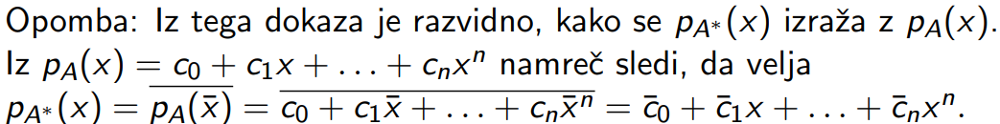 Opomba: Iz tega dokaza je razvidno, kako se $p_{A^*}(x)$ izraža z $p_A(x)$.
Iz $p_A(x) = c_0 + c_1x + \ldots + c_nx^n$ namreč sledi, da velja
$p_{A^*}(x) = \overline{p_A(\bar{x})} = \overline{c_0 + c_1\bar{x} + \ldots + c_n\bar{x}^n} = \bar{c}_0 + \bar{c}_1x + \ldots + \bar{c}_nx^n$.